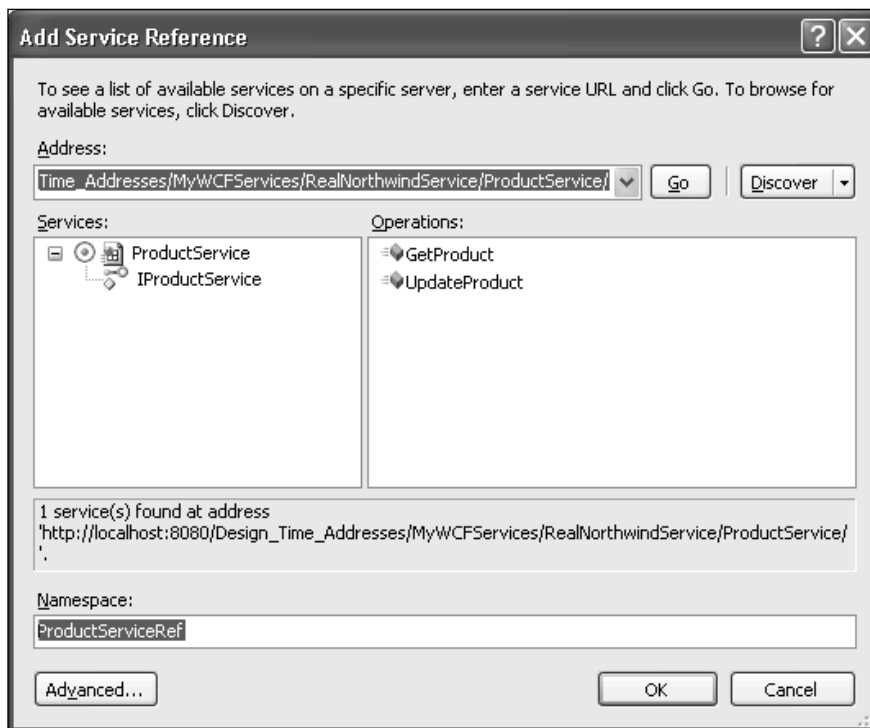 Add Service Reference
To see a list of available services on a specific server, enter a service URL and click Go. To browse for
available services, click Discover.
Address:
Time_Addresses/MyWCFServices/RealNorthwindService/ProductService/
Go
Discover
Services:
Operations:
ProductService
IProductService
GetProduct
UpdateProduct
1 service(s) found at address
'http://localhost:8080/Design_Time_Addresses/MyWCFServices/RealNorthwindService/ProductService/
'.
Namespace:
ProductServiceRef
Advanced...
OK
Cancel